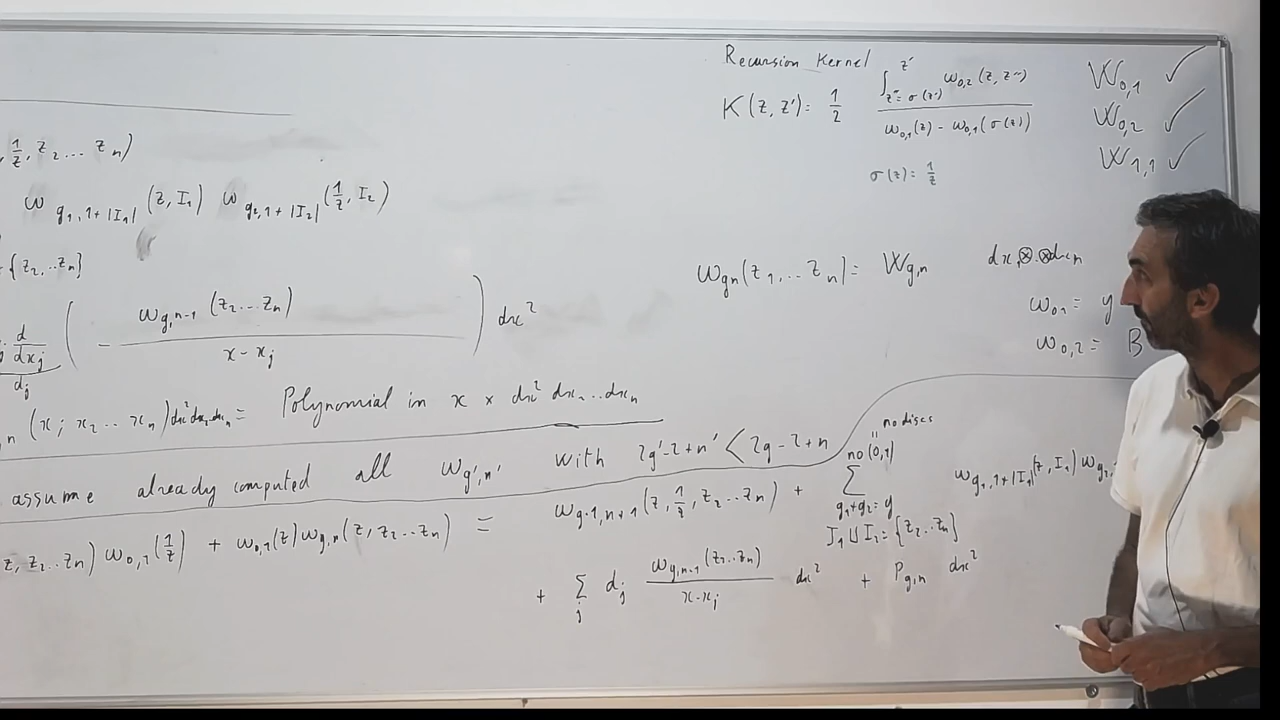 Recursion Kernel
K(z, z') = 1/2 ∫_{z''=σ(z')}^{z'} ω_{0,2}(z, z'') / (ω_{0,1}(z) - ω_{0,1}(σ(z)))
σ(z) = 1/z
W_{0,1} ✓
W_{0,2} ✓
W_{1,1} ✓
, 1/z, z_2 ... z_n)
ω_{g_1, 1+|I_1|} (z, I_1) ω_{g_2, 1+|I_2|} (1/z, I_2)
{z_2, .. z_n}
d/dx_j ( - ω_{g,n-1} (z_2 ... z_n) / (x - x_j) ) dx^2
d_j
n (x; x_2 .. x_n) dx^2 dx_2 .. dx_n = Polynomial in x × dx^2 dx_2 .. dx_n
ω_{gn}(z_1, .. z_n) = W_{g,n} dx_1 ⊗ .. ⊗ dx_n
ω_{01} = y
ω_{0,2} = B
assume already computed all ω_{g',n'} with 2g'-2+n' < 2g-2+n
z, z_2 .. z_n) ω_{0,1}(1/z) + ω_{0,1}(z) ω_{g,n}(z, z_2 .. z_n) = ω_{g-1,n+1}(z, 1/z, z_2 ... z_n) + Σ_{g_1+g_2=g, I_1 ⊔ I_2 = {z_2 .. z_n}}^{no (0,1)} ω_{g_1,1+|I_1|}(z, I_1) ω_{g_2,
no discs
+ Σ_j d_j ω_{g,n-1}(z_2 .. z_n) / (x - x_j) dx^2 + P_{g,n} dx^2